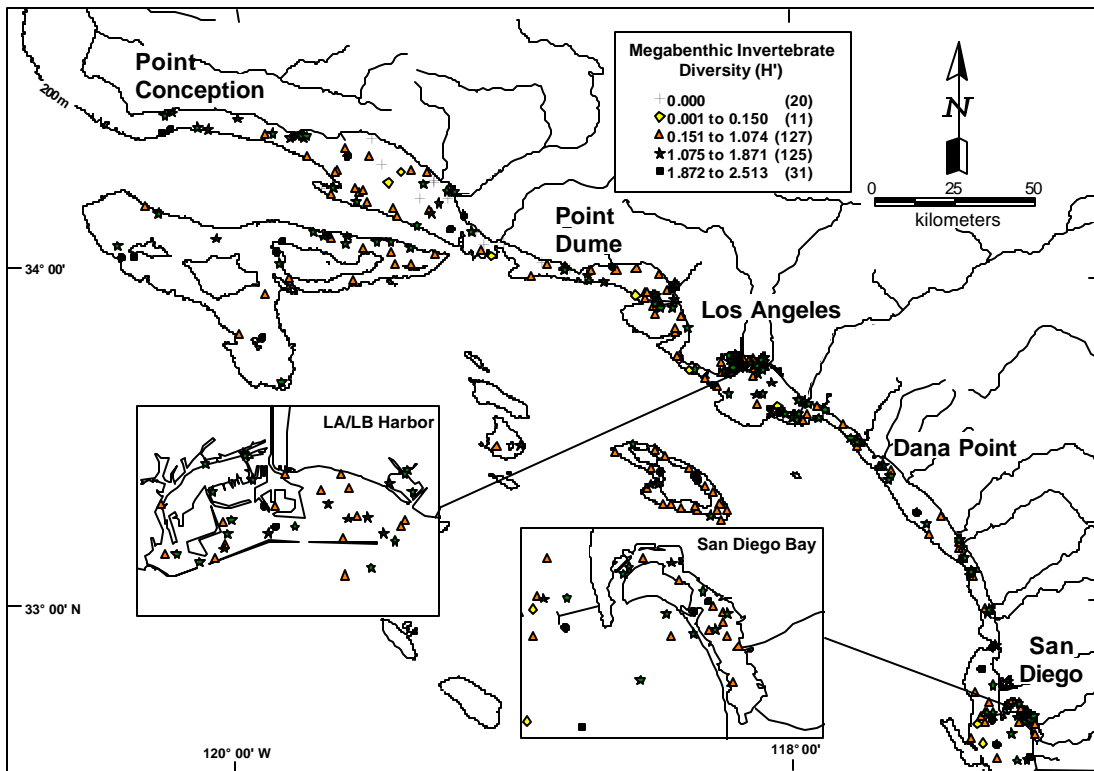 Point
Conception
200m
Megabenthic Invertebrate
Diversity (H')
0.000 (20)
0.001 to 0.150 (11)
0.151 to 1.074 (127)
1.075 to 1.871 (125)
1.872 to 2.513 (31)
N
0 25 50
kilometers
Point
Dume
34° 00'
Los Angeles
LA/LB Harbor
Dana Point
San Diego Bay
33° 00' N
San
Diego
120° 00' W
118° 00'